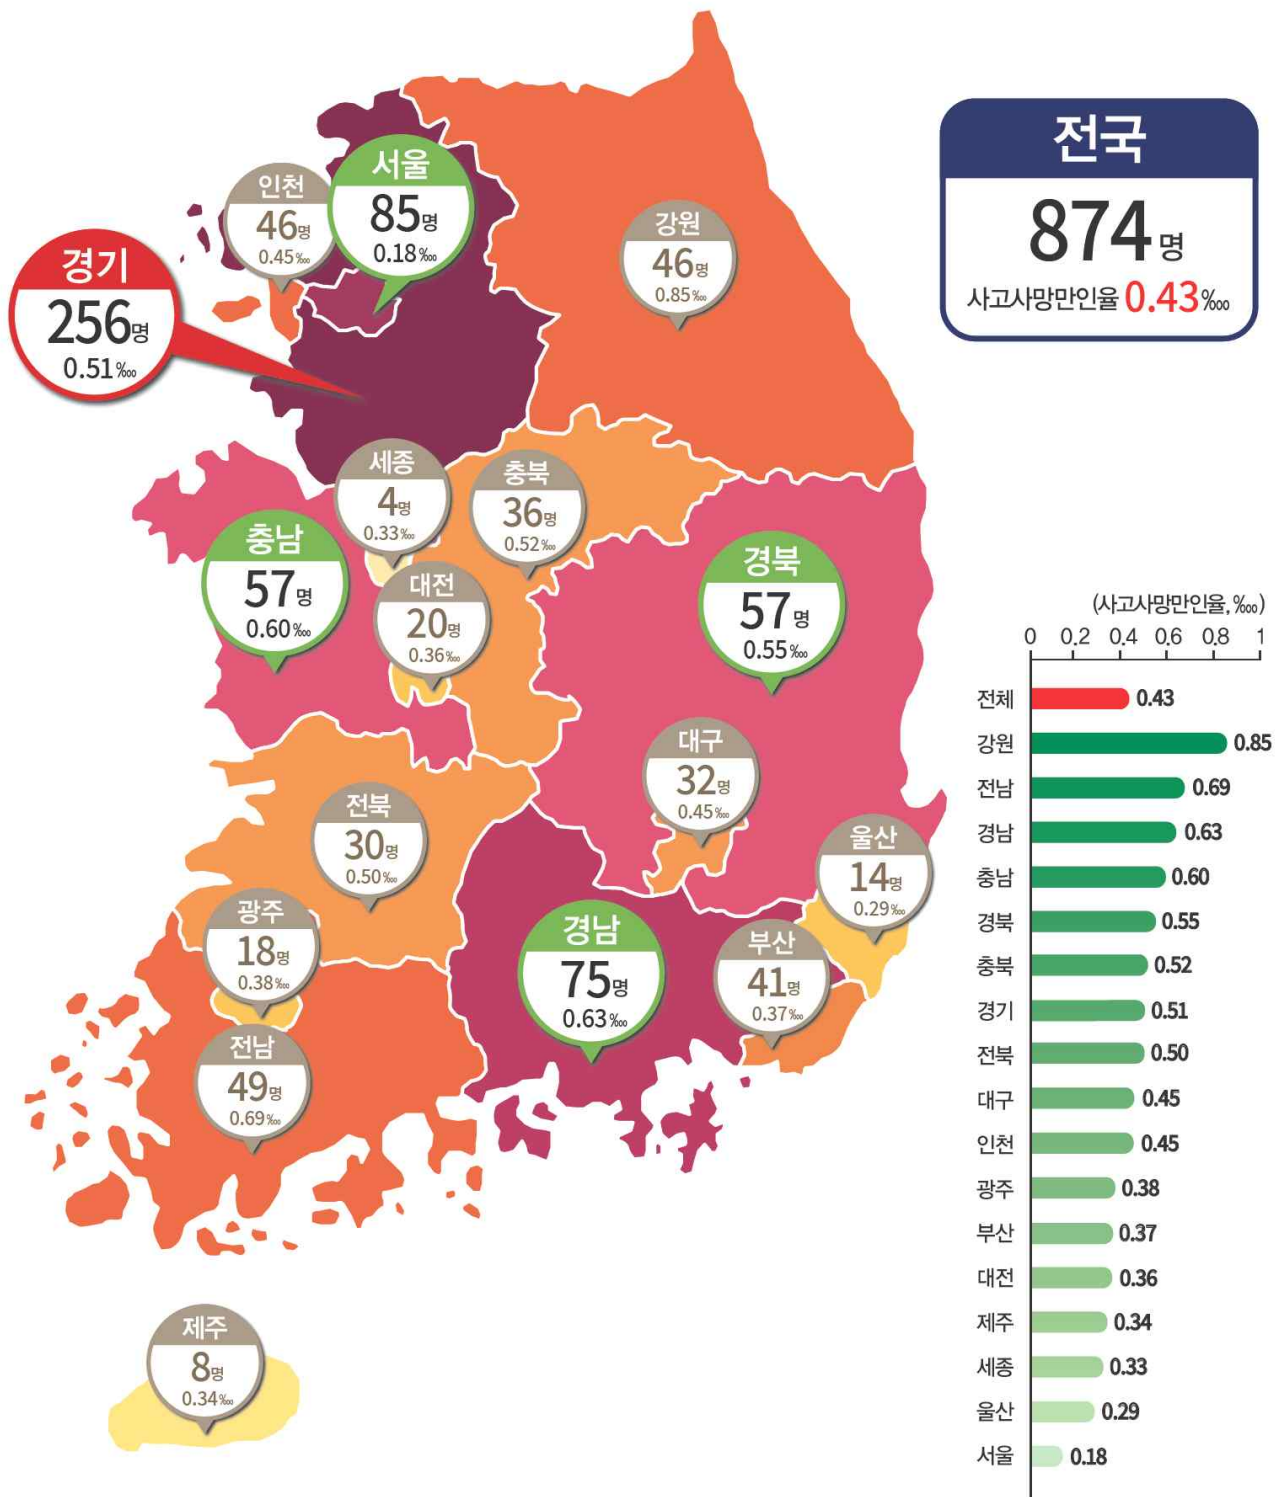 전국
874명
사고사망만인율 0.43‱
인천
46명
0.45‱
서울
85명
0.18‱
강원
46명
0.85‱
경기
256명
0.51‱
세종
4명
0.33‱
충북
36명
0.52‱
충남
57명
0.60‱
대전
20명
0.36‱
경북
57명
0.55‱
대구
32명
0.45‱
전북
30명
0.50‱
울산
14명
0.29‱
광주
18명
0.38‱
경남
75명
0.63‱
부산
41명
0.37‱
전남
49명
0.69‱
제주
8명
0.34‱
(사고사망만인율, ‱)
0 0.2 0.4 0.6 0.8 1
전체 0.43
강원 0.85
전남 0.69
경남 0.63
충남 0.60
경북 0.55
충북 0.52
경기 0.51
전북 0.50
대구 0.45
인천 0.45
광주 0.38
부산 0.37
대전 0.36
제주 0.34
세종 0.33
울산 0.29
서울 0.18